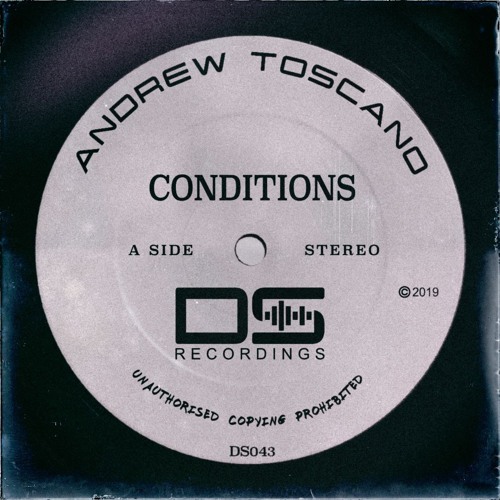 ANDREW TOSCANO
CONDITIONS
A SIDE STEREO
©2019
DS
RECORDINGS
UNAUTHORISED COPYING PROHIBITED
DS043